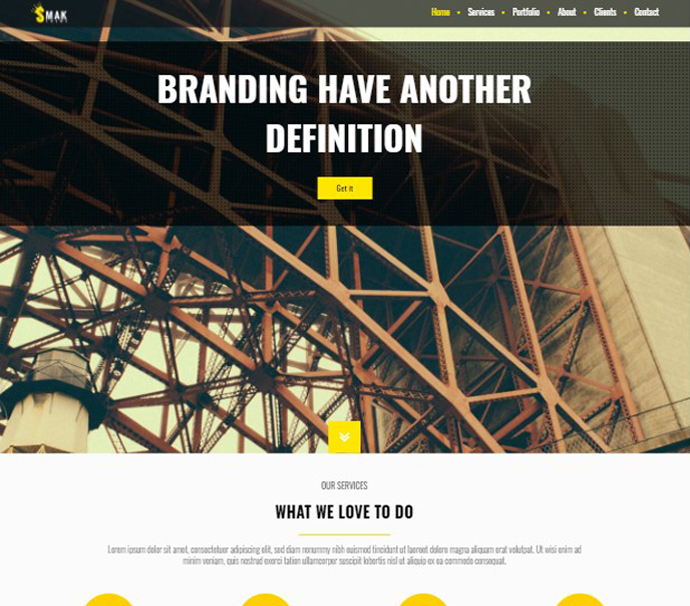 SMAK
Home • Services • Portfolio • About • Clients • Contact
BRANDING HAVE ANOTHER
DEFINITION
Get it
OUR SERVICES
WHAT WE LOVE TO DO
Lorem ipsum dolor sit amet, consectetuer adipiscing elit, sed diam nonummy nibh euismod tincidunt ut laoreet dolore magna aliquam erat volutpat. Ut wisi enim ad
minim veniam, quis nostrud exerci tation ullamcorper suscipit lobortis nisl ut aliquip ex ea commodo consequat.